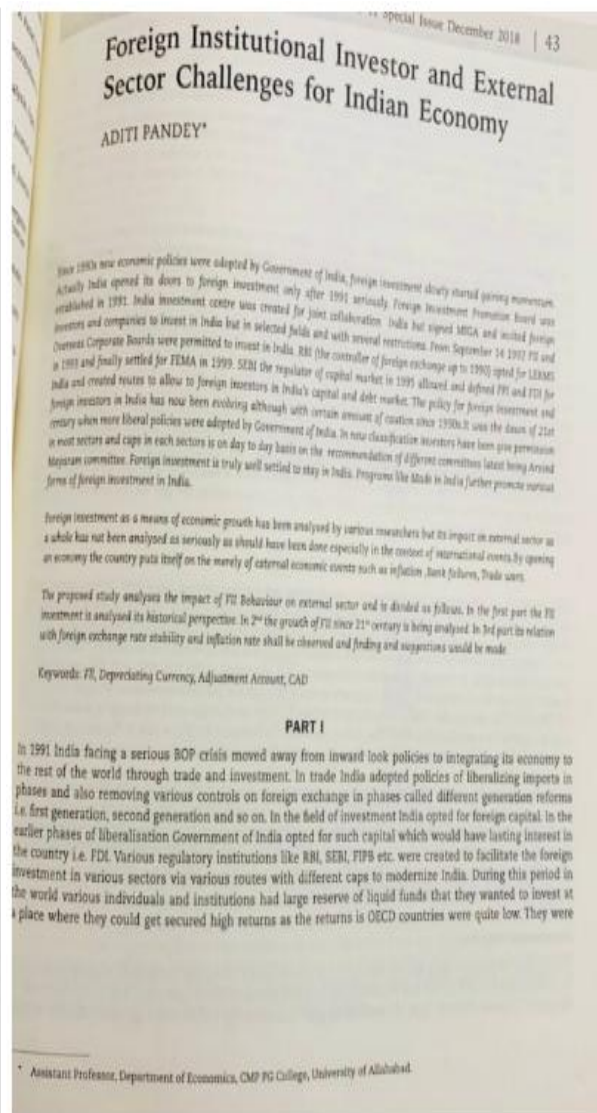 Special Issue December 2018 | 43
Foreign Institutional Investor and External
Sector Challenges for Indian Economy
ADITI PANDEY*
Since 1990s new economic policies were adopted by Government of India, foreign investment slowly started gaining momentum.
Actually India opened its doors to foreign investment only after 1991 seriously. Foreign Investment Promotion Board was
established in 1991. India investment centre was created for joint collaboration. India but signed MIGA and invited foreign
investors and companies to invest in India but in selected fields and with several restrictions. From September 14 1992 FII and
Overseas Corporate Boards were permitted to invest in India. RBI (the controller of foreign exchange up to 1990) opted for LERMS
in 1993 and finally settled for FEMA in 1999. SEBI the regulator of capital market in 1995 allowed and defined FPI and FDI for
India and created routes to allow to foreign investors in India's capital and debt market. The policy for foreign investment and
foreign investors in India has now been evolving although with certain amount of caution since 1990s.It was the dawn of 21st
century when more liberal policies were adopted by Government of India. In new classification investors have been give permission
in most sectors and caps in each sectors is on day to day basis on the recommendation of different committees latest being Arvind
Mayaram committee. Foreign investment is truly well settled to stay in India. Programs like Made in India further promote various
forms of foreign investment in India.
Foreign investment as a means of economic growth has been analysed by various researchers but its impact on external sector as
a whole has not been analysed as seriously as should have been done especially in the context of international events.By opening
an economy the country puts itself on the merely of external economic events such as inflation ,Bank failures, Trade wars.
The proposed study analyses the impact of FII Behaviour on external sector and is divided as follows. In the first part the FII
investment is analysed its historical perspective. In 2nd the growth of FII since 21st century is being analysed. In 3rd part its relation
with foreign exchange rate stability and inflation rate shall be observed and finding and suggestions would be made.
Keywords: FII, Depreciating Currency, Adjustment Account, CAD
PART I
In 1991 India facing a serious BOP crisis moved away from inward look policies to integrating its economy to
the rest of the world through trade and investment. In trade India adopted policies of liberalizing imports in
phases and also removing various controls on foreign exchange in phases called different generation reforms
i.e. first generation, second generation and so on. In the field of investment India opted for foreign capital. In the
earlier phases of liberalisation Government of India opted for such capital which would have lasting interest in
the country i.e. FDI. Various regulatory institutions like RBI, SEBI, FIPB etc. were created to facilitate the foreign
investment in various sectors via various routes with different caps to modernize India. During this period in
the world various individuals and institutions had large reserve of liquid funds that they wanted to invest at
a place where they could get secured high returns as the returns is OECD countries were quite low. They were
* Assistant Professor, Department of Economics, CMP PG College, University of Allahabad.